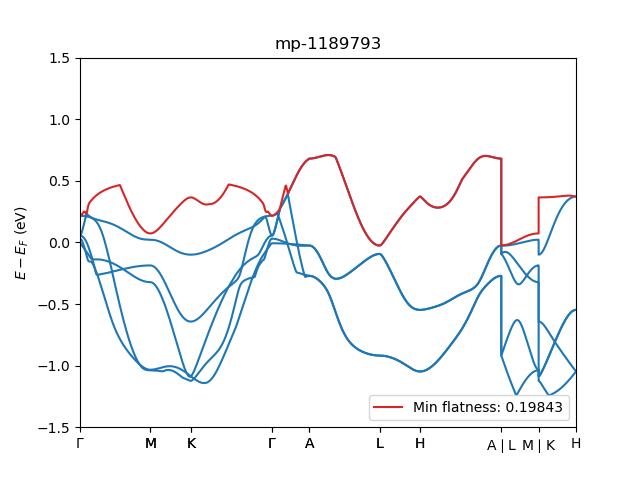 mp-1189793
E − E_F (eV)
1.5
1.0
0.5
0.0
−0.5
−1.0
−1.5
Min flatness: 0.19843
Γ M K Γ A L H A | L M | K H